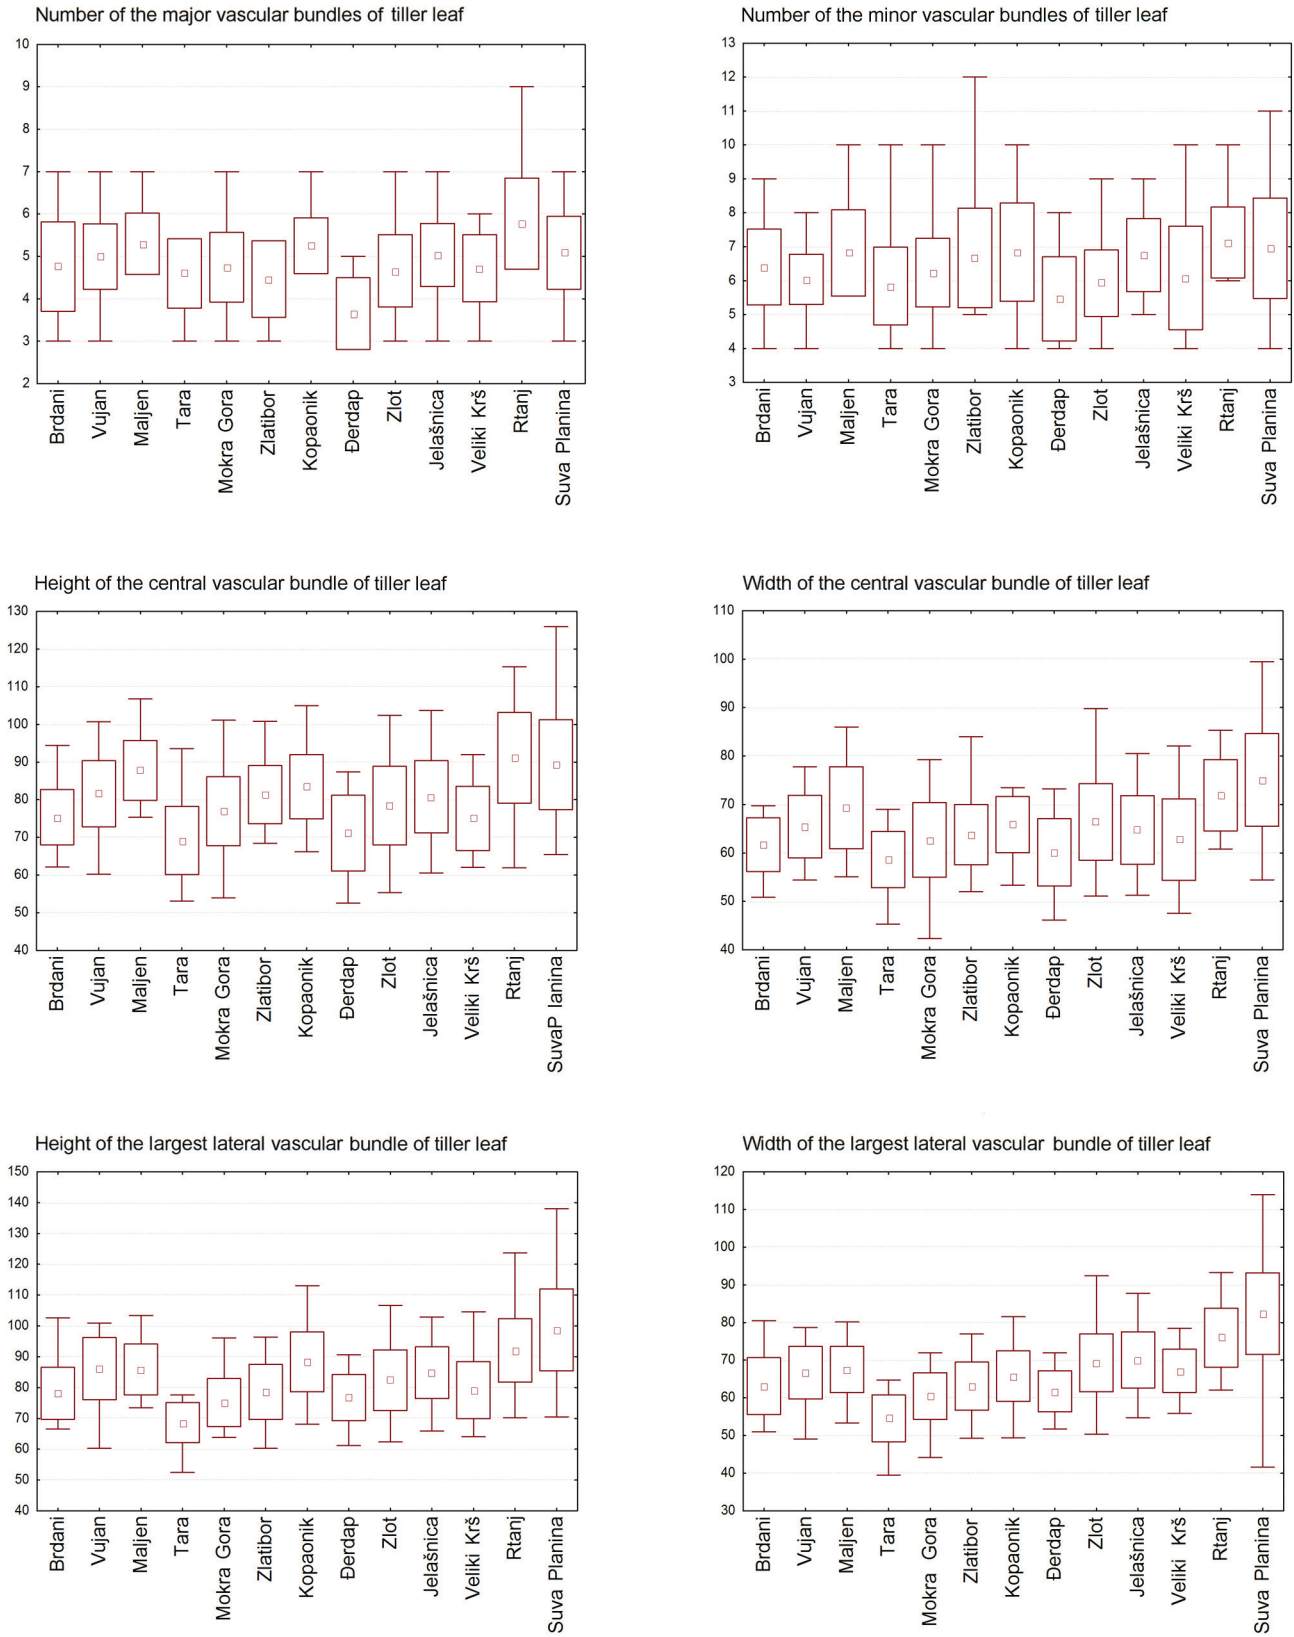 Number of the major vascular bundles of tiller leaf
10
9
8
7
6
5
4
3
2
Brdani
Vujan
Maljen
Tara
Mokra Gora
Zlatibor
Kopaonik
Đerdap
Zlot
Jelašnica
Veliki Krš
Rtanj
Suva Planina
Number of the minor vascular bundles of tiller leaf
13
12
11
10
9
8
7
6
5
4
3
Brdani
Vujan
Maljen
Tara
Mokra Gora
Zlatibor
Kopaonik
Đerdap
Zlot
Jelašnica
Veliki Krš
Rtanj
Suva Planina
Height of the central vascular bundle of tiller leaf
130
120
110
100
90
80
70
60
50
40
Brdani
Vujan
Maljen
Tara
Mokra Gora
Zlatibor
Kopaonik
Đerdap
Zlot
Jelašnica
Veliki Krš
Rtanj
SuvaP lanina
Width of the central vascular bundle of tiller leaf
110
100
90
80
70
60
50
40
Brdani
Vujan
Maljen
Tara
Mokra Gora
Zlatibor
Kopaonik
Đerdap
Zlot
Jelašnica
Veliki Krš
Rtanj
Suva Planina
Height of the largest lateral vascular bundle of tiller leaf
150
140
130
120
110
100
90
80
70
60
50
40
Brdani
Vujan
Maljen
Tara
Mokra Gora
Zlatibor
Kopaonik
Đerdap
Zlot
Jelašnica
Veliki Krš
Rtanj
Suva Planina
Width of the largest lateral vascular bundle of tiller leaf
120
110
100
90
80
70
60
50
40
30
Brdani
Vujan
Maljen
Tara
Mokra Gora
Zlatibor
Kopaonik
Đerdap
Zlot
Jelašnica
Veliki Krš
Rtanj
Suva Planina